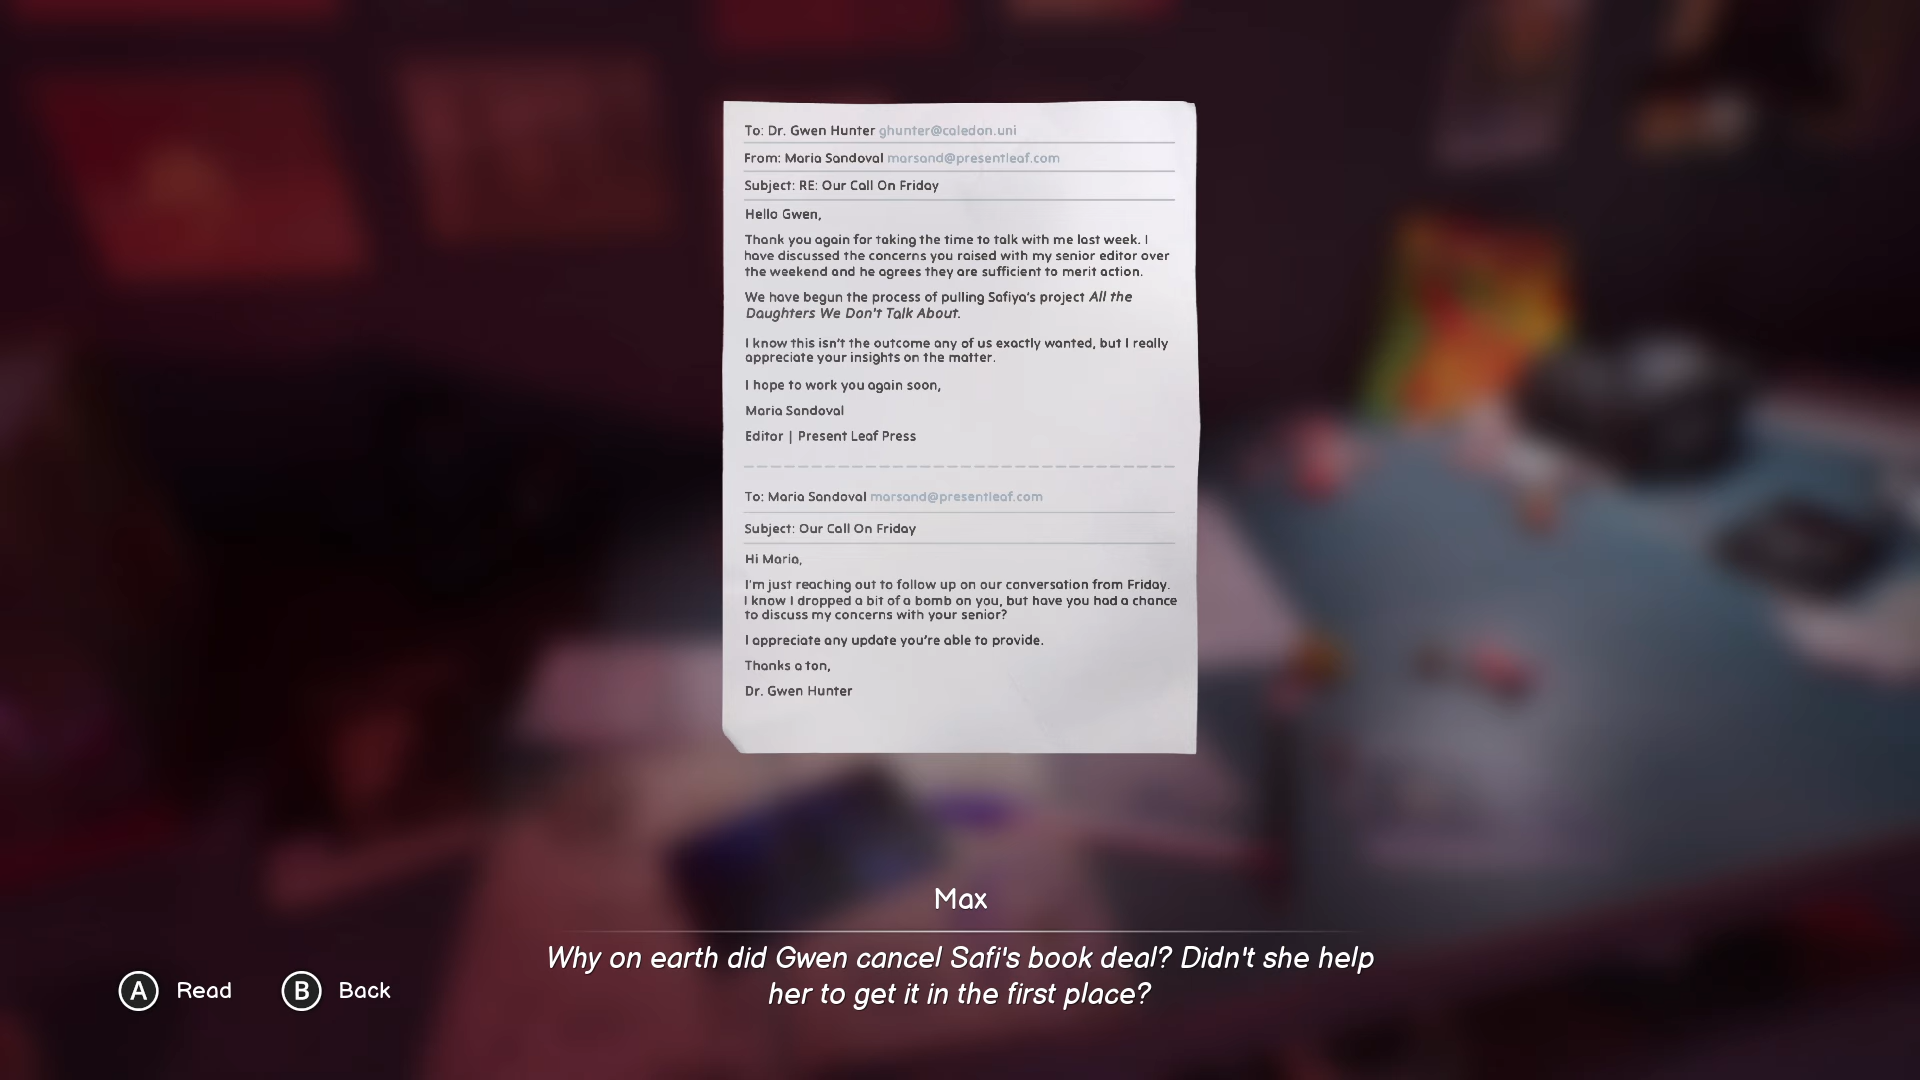 To: Dr. Gwen Hunter ghunter@caledon.uni
From: Maria Sandoval marsand@presentleaf.com
Subject: RE: Our Call On Friday
Hello Gwen,
Thank you again for taking the time to talk with me last week. I
have discussed the concerns you raised with my senior editor over
the weekend and he agrees they are sufficient to merit action.
We have begun the process of pulling Safiya's project All the
Daughters We Don't Talk About.
I know this isn't the outcome any of us exactly wanted, but I really
appreciate your insights on the matter.
I hope to work you again soon,
Maria Sandoval
Editor | Present Leaf Press
To: Maria Sandoval marsand@presentleaf.com
Subject: Our Call On Friday
Hi Maria,
I'm just reaching out to follow up on our conversation from Friday.
I know I dropped a bit of a bomb on you, but have you had a chance
to discuss my concerns with your senior?
I appreciate any update you're able to provide.
Thanks a ton,
Dr. Gwen Hunter
Max
Why on earth did Gwen cancel Safi's book deal? Didn't she help
her to get it in the first place?
A Read B Back